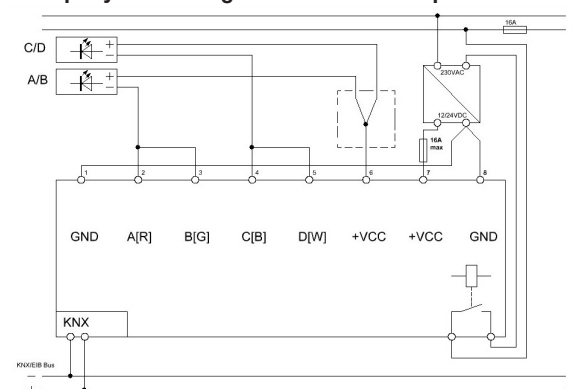 16A
C/D
+
−
A/B
+
−
230VAC
12/24VDC
16A
max
1 2 3 4 5 6 7 8
GND A[R] B[G] C[B] D[W] +VCC +VCC GND
KNX
KNX/EIB Bus
−
+